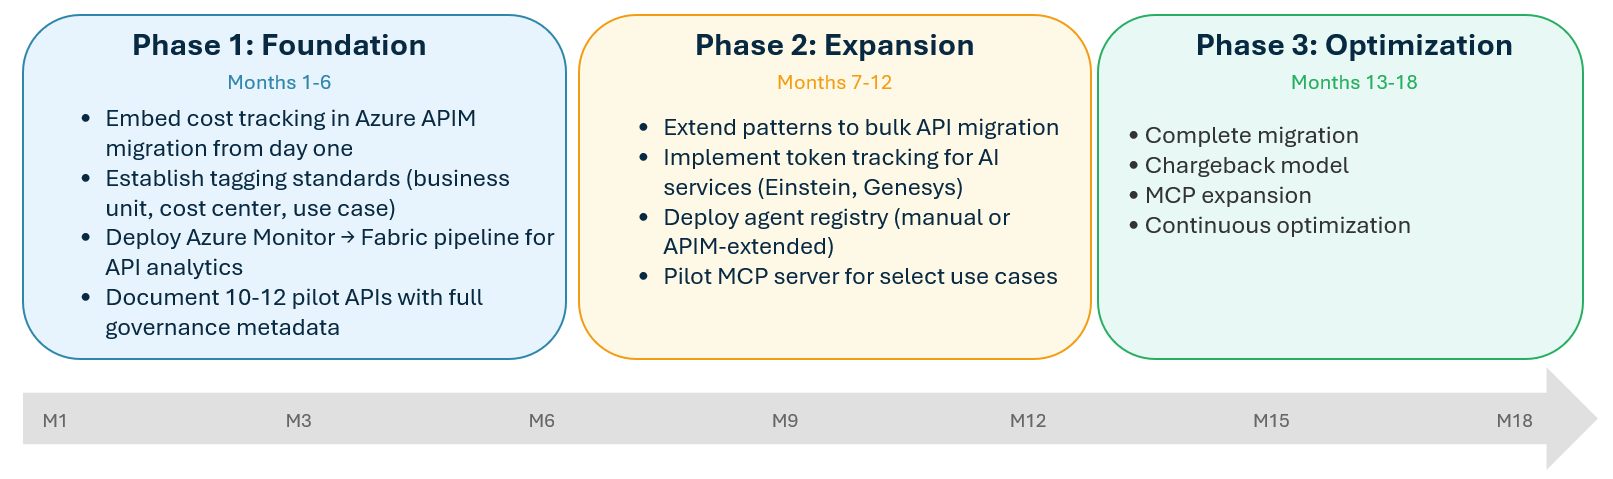 Phase 1: Foundation
Months 1-6
• Embed cost tracking in Azure APIM
migration from day one
• Establish tagging standards (business
unit, cost center, use case)
• Deploy Azure Monitor → Fabric pipeline for
API analytics
• Document 10-12 pilot APIs with full
governance metadata
Phase 2: Expansion
Months 7-12
• Extend patterns to bulk API migration
• Implement token tracking for AI
services (Einstein, Genesys)
• Deploy agent registry (manual or
APIM-extended)
• Pilot MCP server for select use cases
Phase 3: Optimization
Months 13-18
• Complete migration
• Chargeback model
• MCP expansion
• Continuous optimization
M1 M3 M6 M9 M12 M15 M18